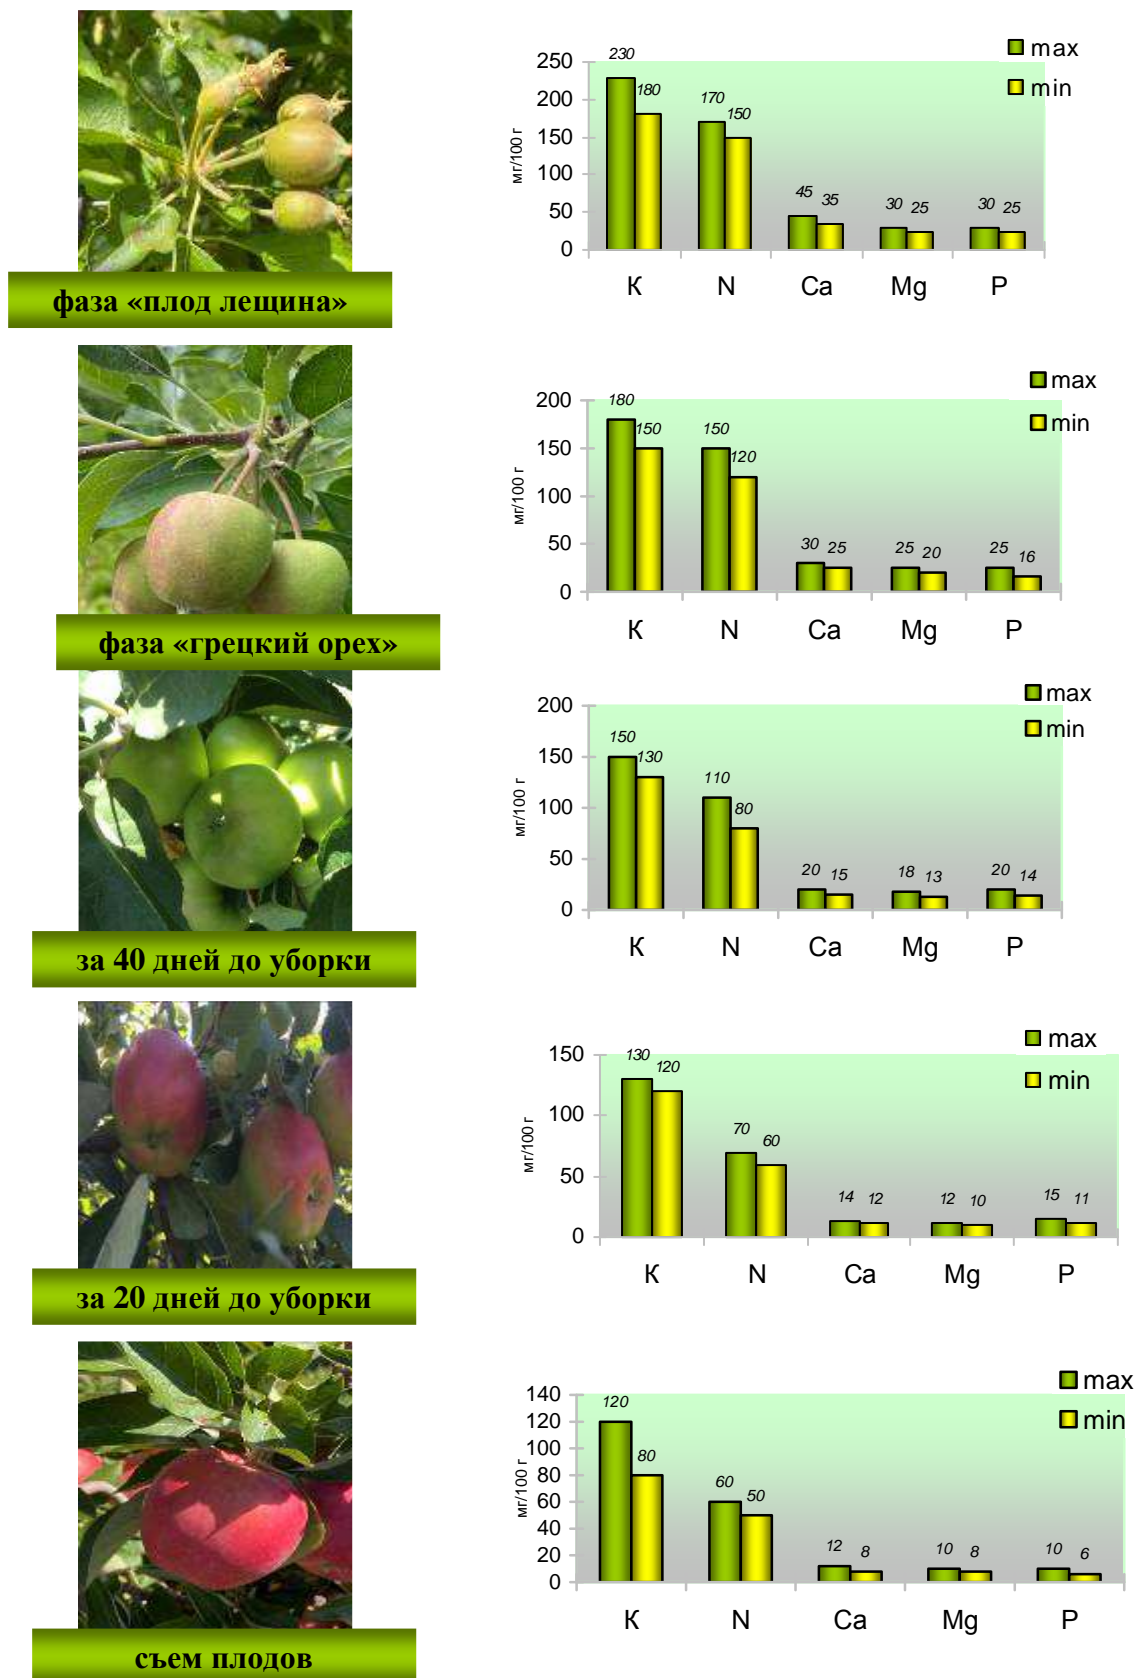 max
min
мг/100 г
250
200
150
100
50
0
230
180
170
150
45
35
30
25
30
25
К
N
Ca
Mg
P
фаза «плод лещина»
max
min
мг/100 г
200
150
100
50
0
180
150
150
120
30
25
25
20
25
16
К
N
Ca
Mg
P
фаза «грецкий орех»
max
min
мг/100 г
200
150
100
50
0
150
130
110
80
20
15
18
13
20
14
К
N
Ca
Mg
P
за 40 дней до уборки
max
min
мг/100 г
150
100
50
0
130
120
70
60
14
12
12
10
15
11
К
N
Ca
Mg
P
за 20 дней до уборки
max
min
мг/100 г
140
120
100
80
60
40
20
0
120
80
60
50
12
8
10
8
10
6
К
N
Ca
Mg
P
съем плодов